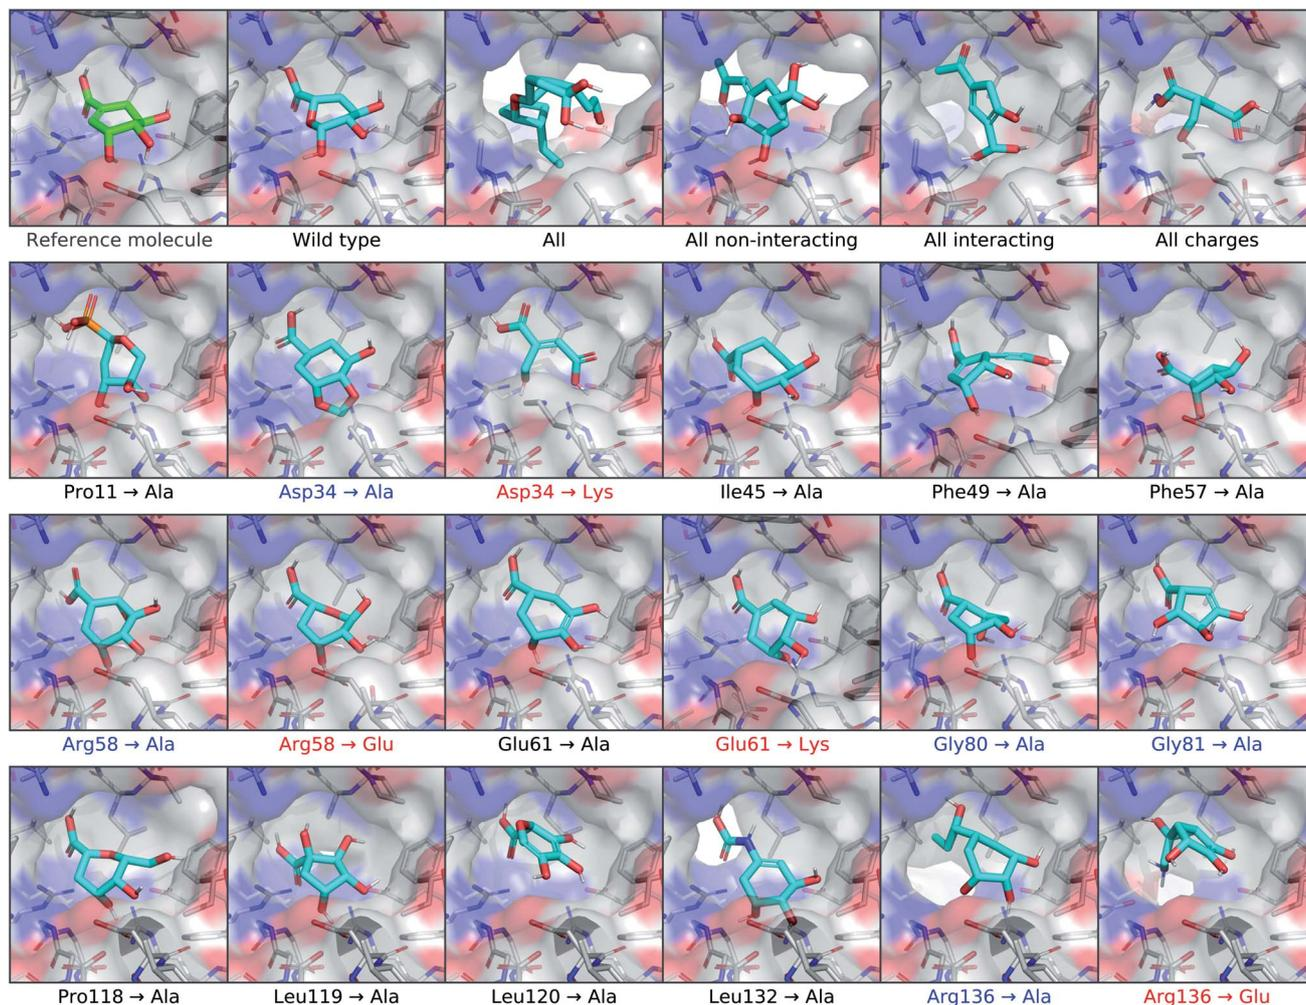 Reference molecule Wild type All All non-interacting All interacting All charges
Pro11 → Ala Asp34 → Ala Asp34 → Lys Ile45 → Ala Phe49 → Ala Phe57 → Ala
Arg58 → Ala Arg58 → Glu Glu61 → Ala Glu61 → Lys Gly80 → Ala Gly81 → Ala
Pro118 → Ala Leu119 → Ala Leu120 → Ala Leu132 → Ala Arg136 → Ala Arg136 → Glu